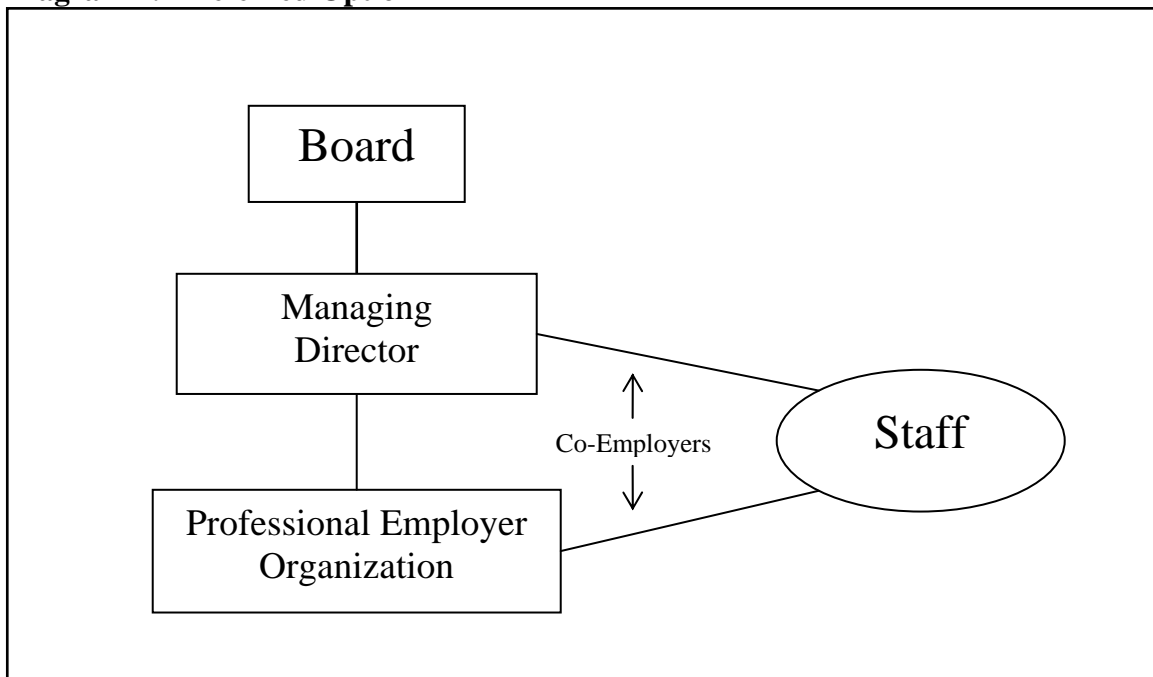 Board
Managing
Director
Co-Employers
Staff
Professional Employer
Organization